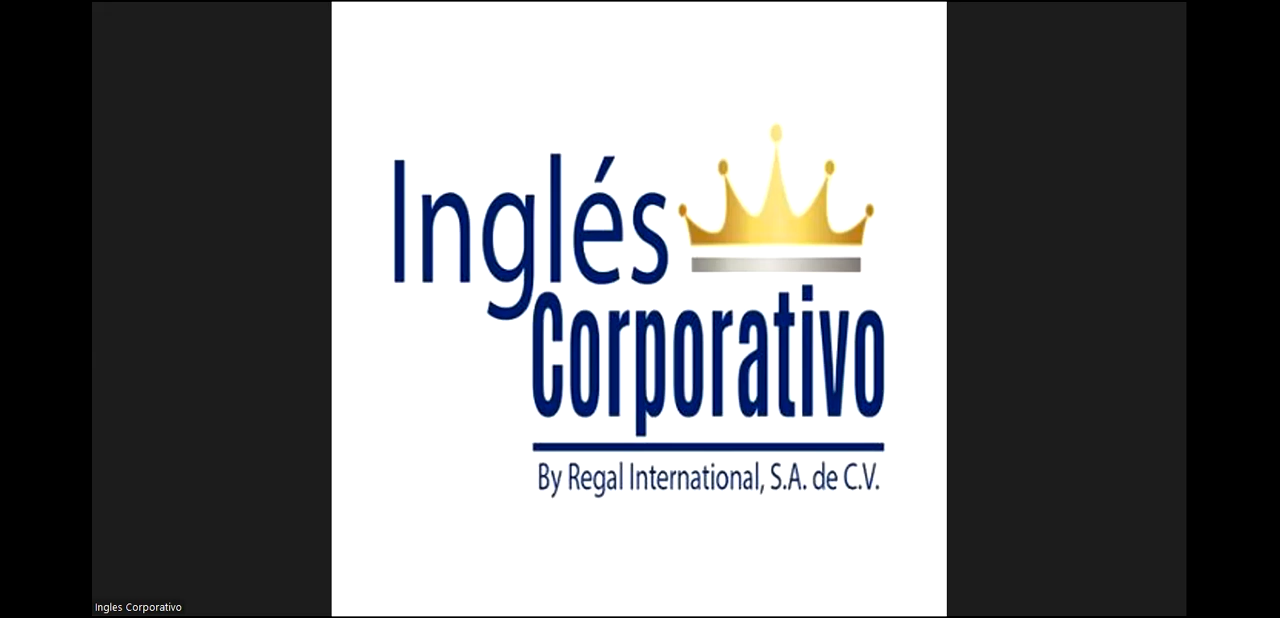 Inglés
Corporativo
By Regal International, S.A. de C.V.
Ingles Corporativo